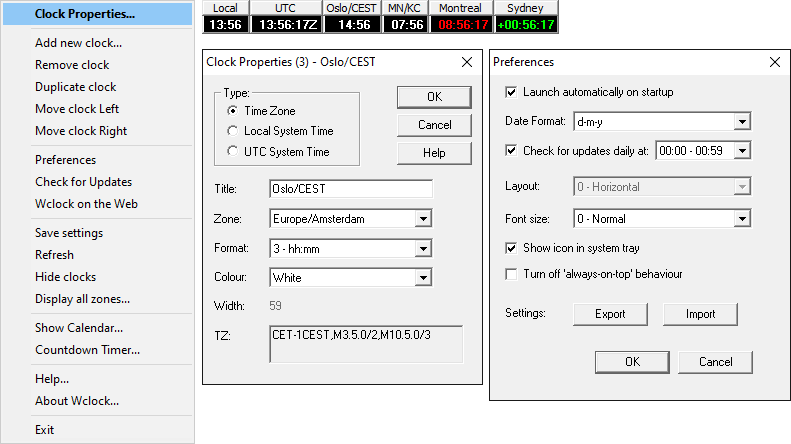 Clock Properties...
Add new clock...
Remove clock
Duplicate clock
Move clock Left
Move clock Right
Preferences
Check for Updates
Wclock on the Web
Save settings
Refresh
Hide clocks
Display all zones...
Show Calendar...
Countdown Timer...
Help...
About Wclock...
Exit
Local UTC Oslo/CEST MN/KC Montreal Sydney
13:56 13:56:17Z 14:56 07:56 08:56:17 +00:56:17
Clock Properties (3) - Oslo/CEST
Type:
Time Zone
Local System Time
UTC System Time
OK
Cancel
Help
Title: Oslo/CEST
Zone: Europe/Amsterdam
Format: 3 - hh:mm
Colour: White
Width: 59
TZ: CET-1CEST,M3.5.0/2,M10.5.0/3
Preferences
Launch automatically on startup
Date Format: d-m-y
Check for updates daily at: 00:00 - 00:59
Layout: 0 - Horizontal
Font size: 0 - Normal
Show icon in system tray
Turn off 'always-on-top' behaviour
Settings: Export Import
OK Cancel